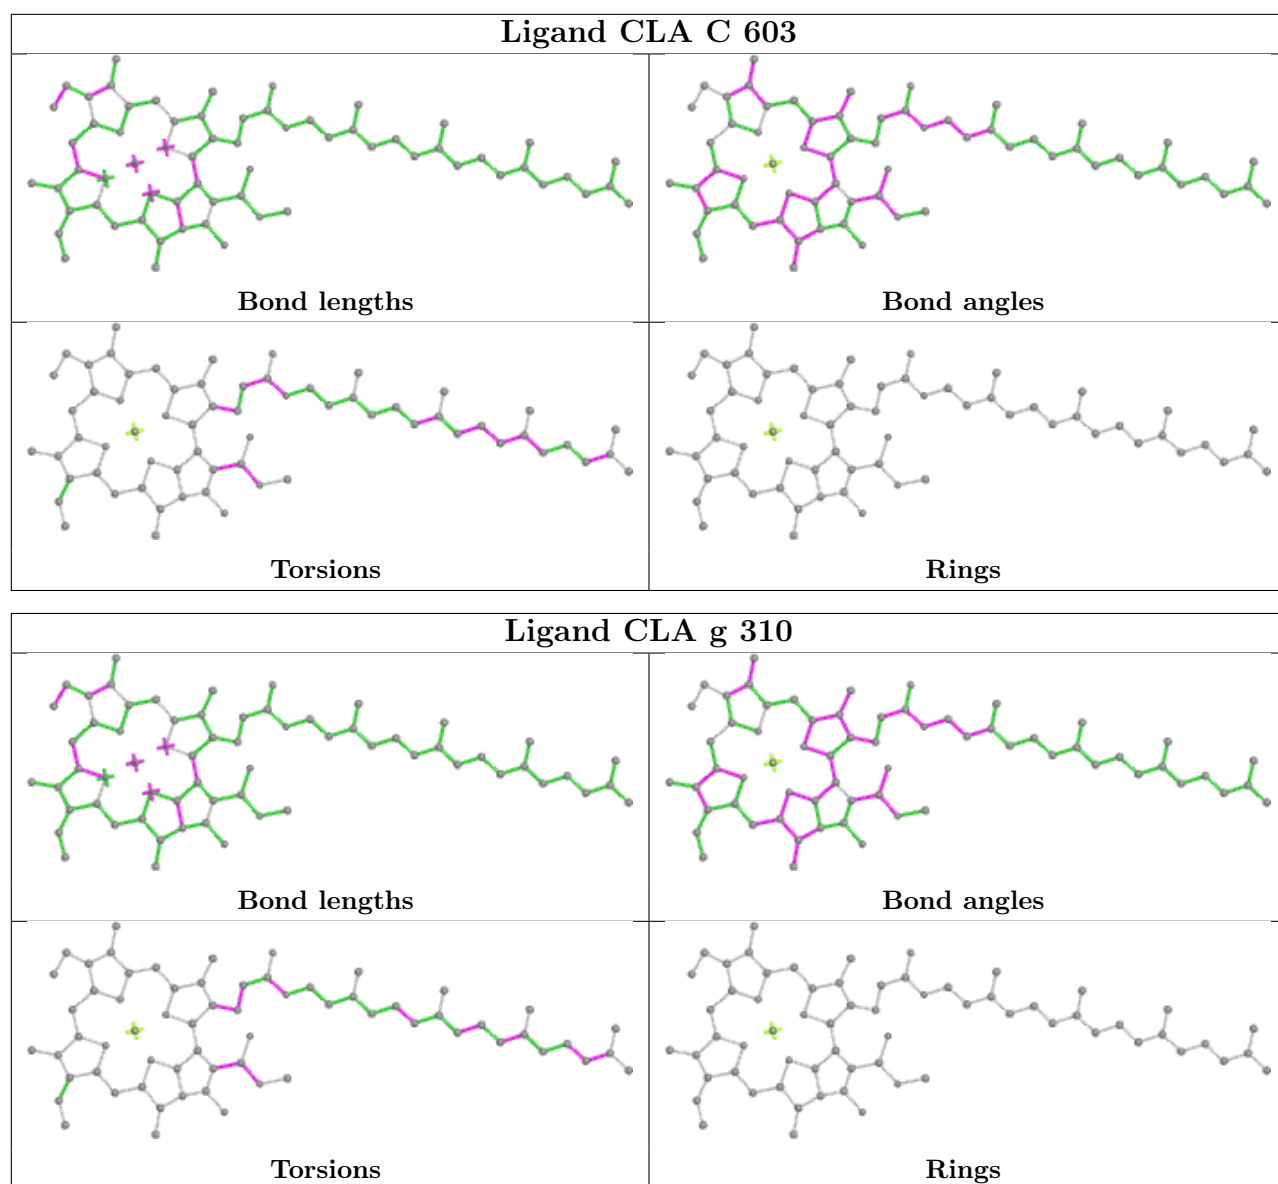 Ligand CLA C 603
Bond lengths
Bond angles
Torsions
Rings
Ligand CLA g 310
Bond lengths
Bond angles
Torsions
Rings